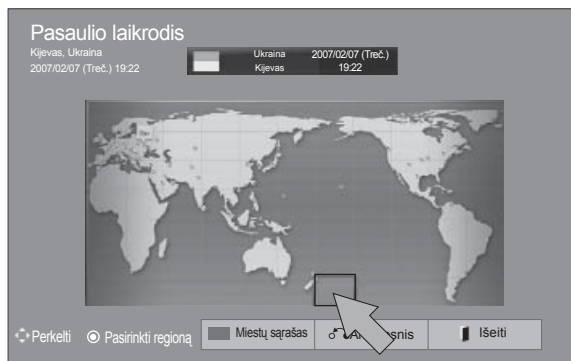 Pasaulio laikrodis
Kijevas, Ukraina
2007/02/07 (Treč.) 19:22
Ukraina 2007/02/07 (Treč.)
Kijevas 19:22
Perkelti Pasirinkti regioną Miestų sąrašas Išeiti